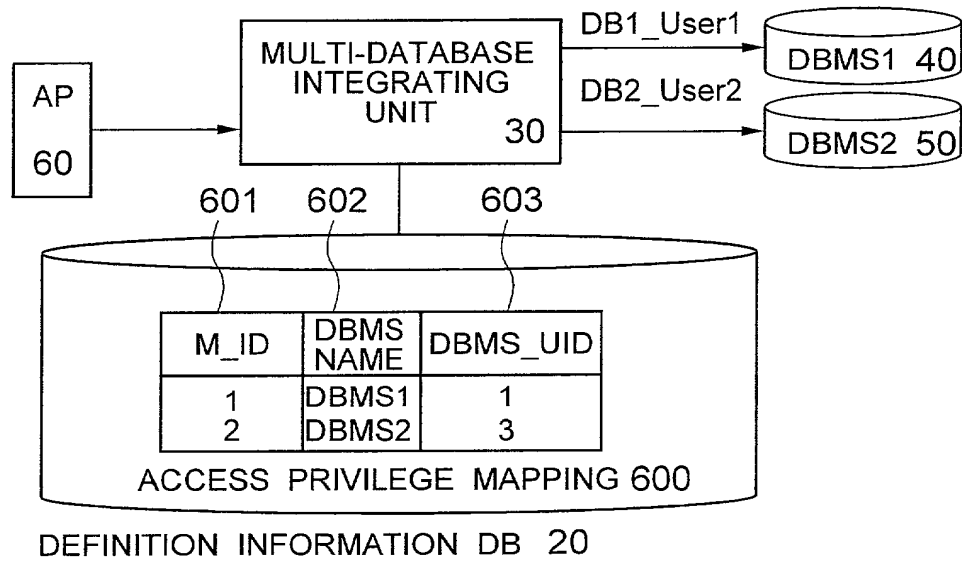 DB1_User1
MULTI-DATABASE
INTEGRATING
UNIT
30
DBMS1 40
AP
60
DB2_User2
DBMS2 50
601 602 603
M_ID DBMS NAME DBMS_UID
1 DBMS1 1
2 DBMS2 3
ACCESS PRIVILEGE MAPPING 600
DEFINITION INFORMATION DB 20